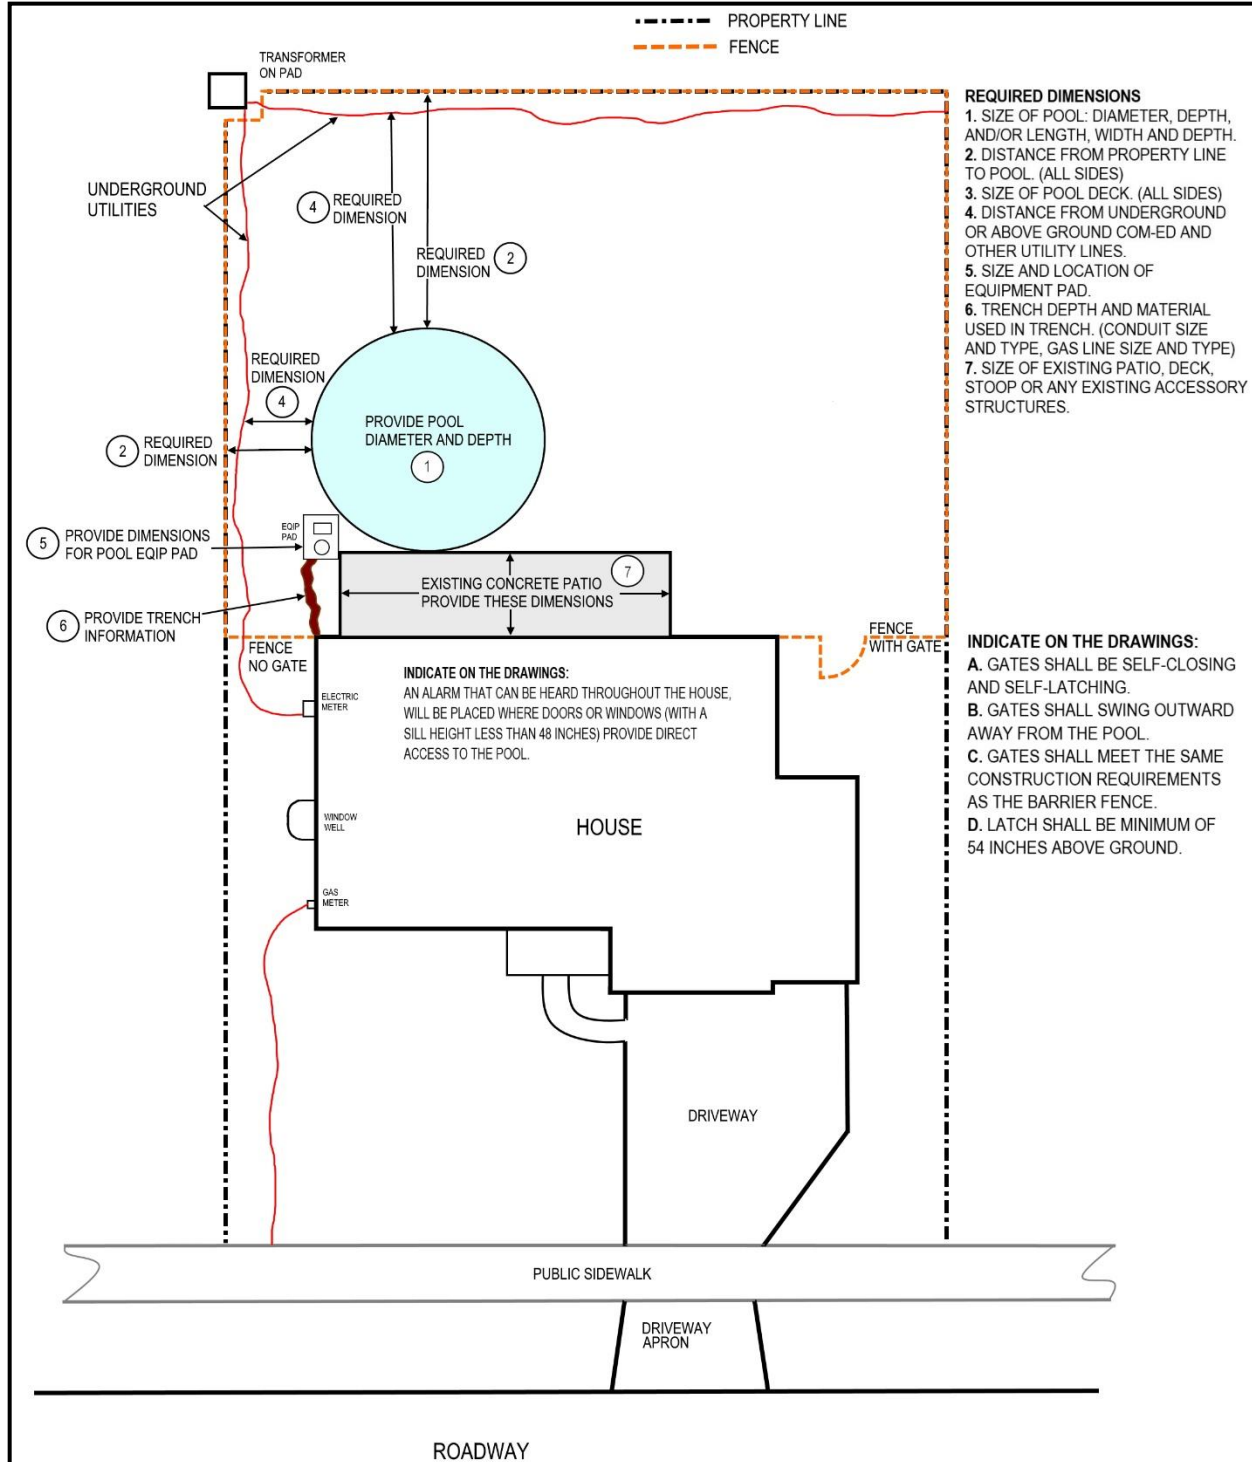 PROPERTY LINE
FENCE
TRANSFORMER
ON PAD
REQUIRED DIMENSIONS
1. SIZE OF POOL: DIAMETER, DEPTH,
AND/OR LENGTH, WIDTH AND DEPTH.
2. DISTANCE FROM PROPERTY LINE
TO POOL. (ALL SIDES)
3. SIZE OF POOL DECK. (ALL SIDES)
4. DISTANCE FROM UNDERGROUND
OR ABOVE GROUND COM-ED AND
OTHER UTILITY LINES.
5. SIZE AND LOCATION OF
EQUIPMENT PAD.
6. TRENCH DEPTH AND MATERIAL
USED IN TRENCH. (CONDUIT SIZE
AND TYPE, GAS LINE SIZE AND TYPE)
7. SIZE OF EXISTING PATIO, DECK,
STOOP OR ANY EXISTING ACCESSORY
STRUCTURES.
UNDERGROUND
UTILITIES
4
REQUIRED
DIMENSION
REQUIRED
DIMENSION
2
REQUIRED
DIMENSION
4
2
REQUIRED
DIMENSION
PROVIDE POOL
DIAMETER AND DEPTH
1
EQIP
PAD
5
PROVIDE DIMENSIONS
FOR POOL EQIP PAD
EXISTING CONCRETE PATIO
PROVIDE THESE DIMENSIONS
7
6
PROVIDE TRENCH
INFORMATION
FENCE
NO GATE
FENCE
WITH GATE
INDICATE ON THE DRAWINGS:
A. GATES SHALL BE SELF-CLOSING
AND SELF-LATCHING.
B. GATES SHALL SWING OUTWARD
AWAY FROM THE POOL.
C. GATES SHALL MEET THE SAME
CONSTRUCTION REQUIREMENTS
AS THE BARRIER FENCE.
D. LATCH SHALL BE MINIMUM OF
54 INCHES ABOVE GROUND.
INDICATE ON THE DRAWINGS:
AN ALARM THAT CAN BE HEARD THROUGHOUT THE HOUSE,
WILL BE PLACED WHERE DOORS OR WINDOWS (WITH A
SILL HEIGHT LESS THAN 48 INCHES) PROVIDE DIRECT
ACCESS TO THE POOL.
ELECTRIC
METER
WINDOW
WELL
HOUSE
GAS
METER
DRIVEWAY
PUBLIC SIDEWALK
DRIVEWAY
APRON
ROADWAY